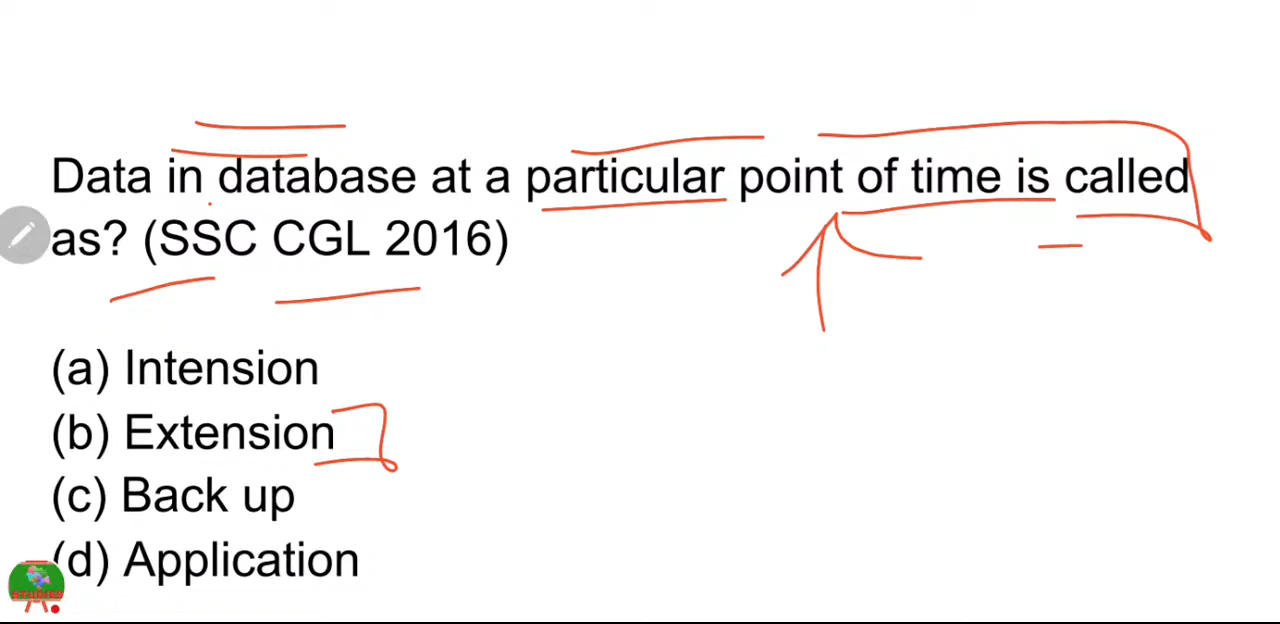 Data in database at a particular point of time is called
as? (SSC CGL 2016)
(a) Intension
(b) Extension
(c) Back up
(d) Application
STUDIES